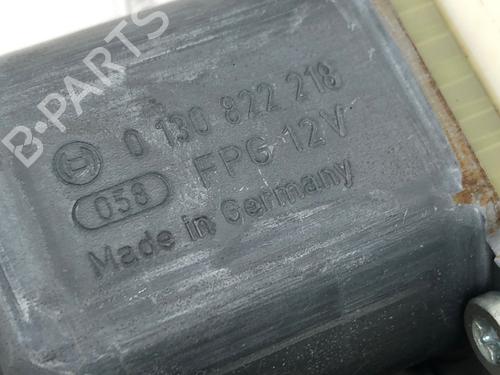 B-PARTS
0 130 822 218
058 FPG 12V
Made in Germany